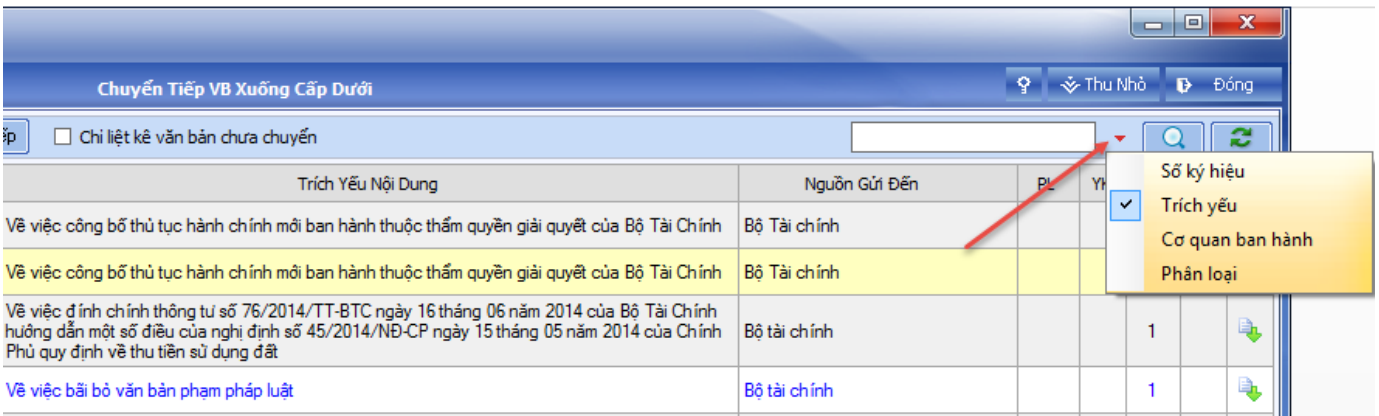 Chuyển Tiếp VB Xuống Cấp Dưới
Thu Nhỏ
Đóng
ếp
Chỉ liệt kê văn bản chưa chuyển
Trích Yếu Nội Dung
Nguồn Gửi Đến
PL
Số ký hiệu
Trích yếu
Cơ quan ban hành
Phân loại
Về việc công bố thủ tục hành chính mới ban hành thuộc thẩm quyền giải quyết của Bộ Tài Chính
Bộ Tài chính
Về việc công bố thủ tục hành chính mới ban hành thuộc thẩm quyền giải quyết của Bộ Tài Chính
Bộ Tài chính
Về việc đính chính thông tư số 76/2014/TT-BTC ngày 16 tháng 06 năm 2014 của Bộ Tài Chính
hướng dẫn một số điều của nghị định số 45/2014/NĐ-CP ngày 15 tháng 05 năm 2014 của Chính
Phủ quy định về thu tiền sử dụng đất
Bộ tài chính
1
Về việc bãi bỏ văn bản phạm pháp luật
Bộ tài chính
1